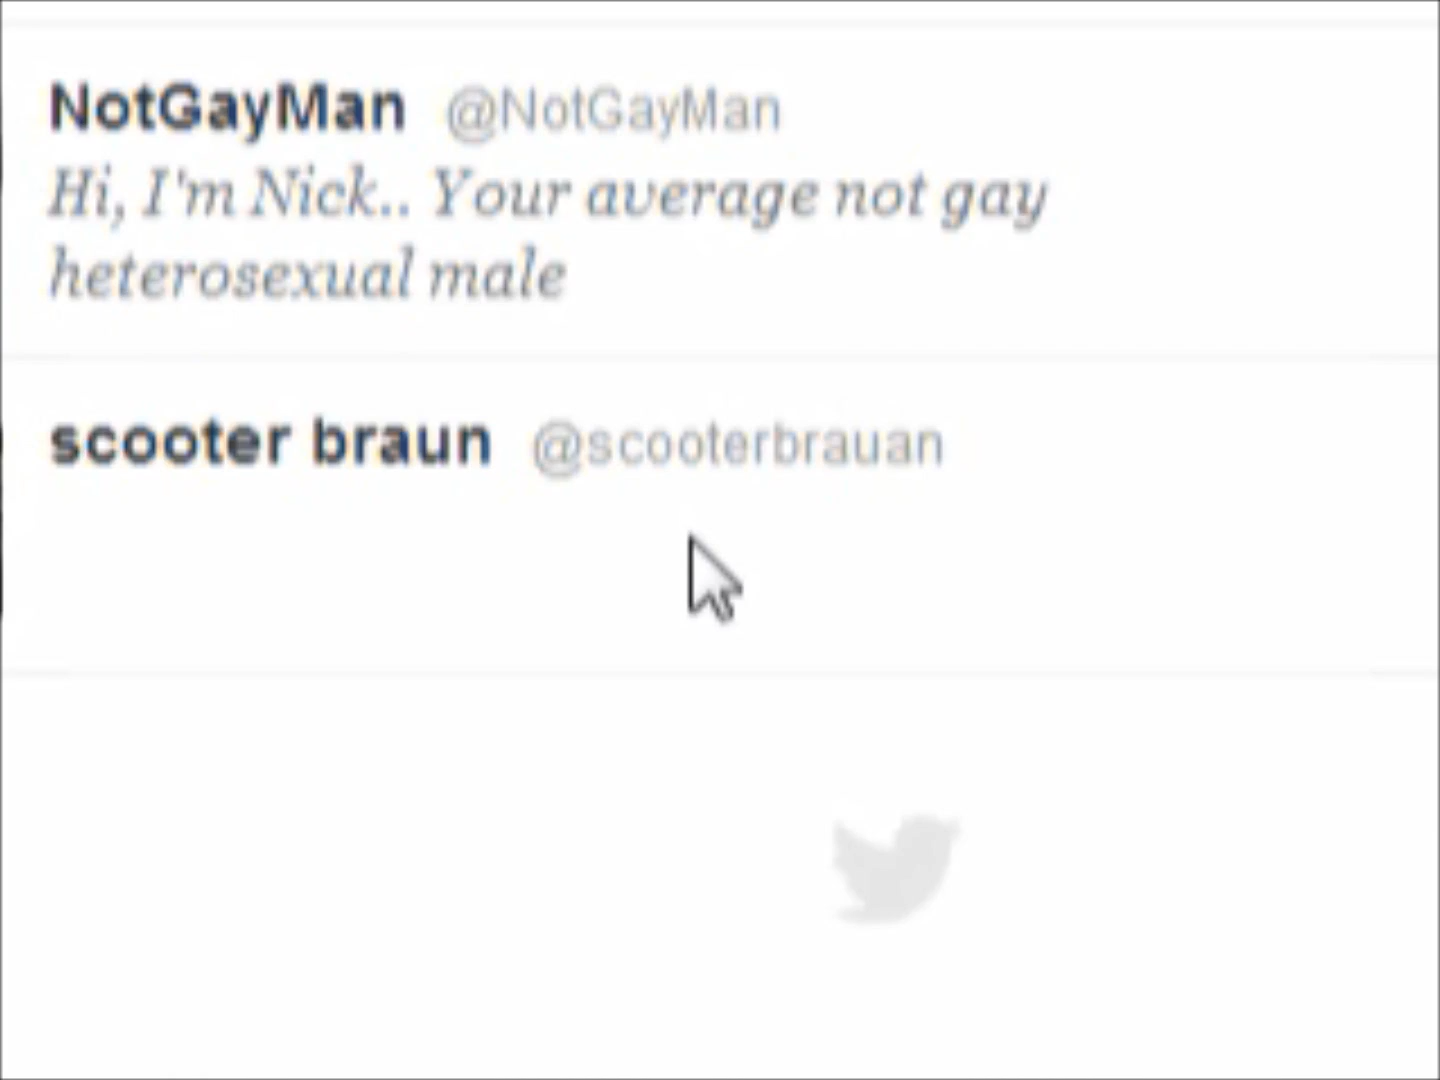 NotGayMan @NotGayMan
Hi, I'm Nick.. Your average not gay
heterosexual male
scooter braun @scooterbrauan